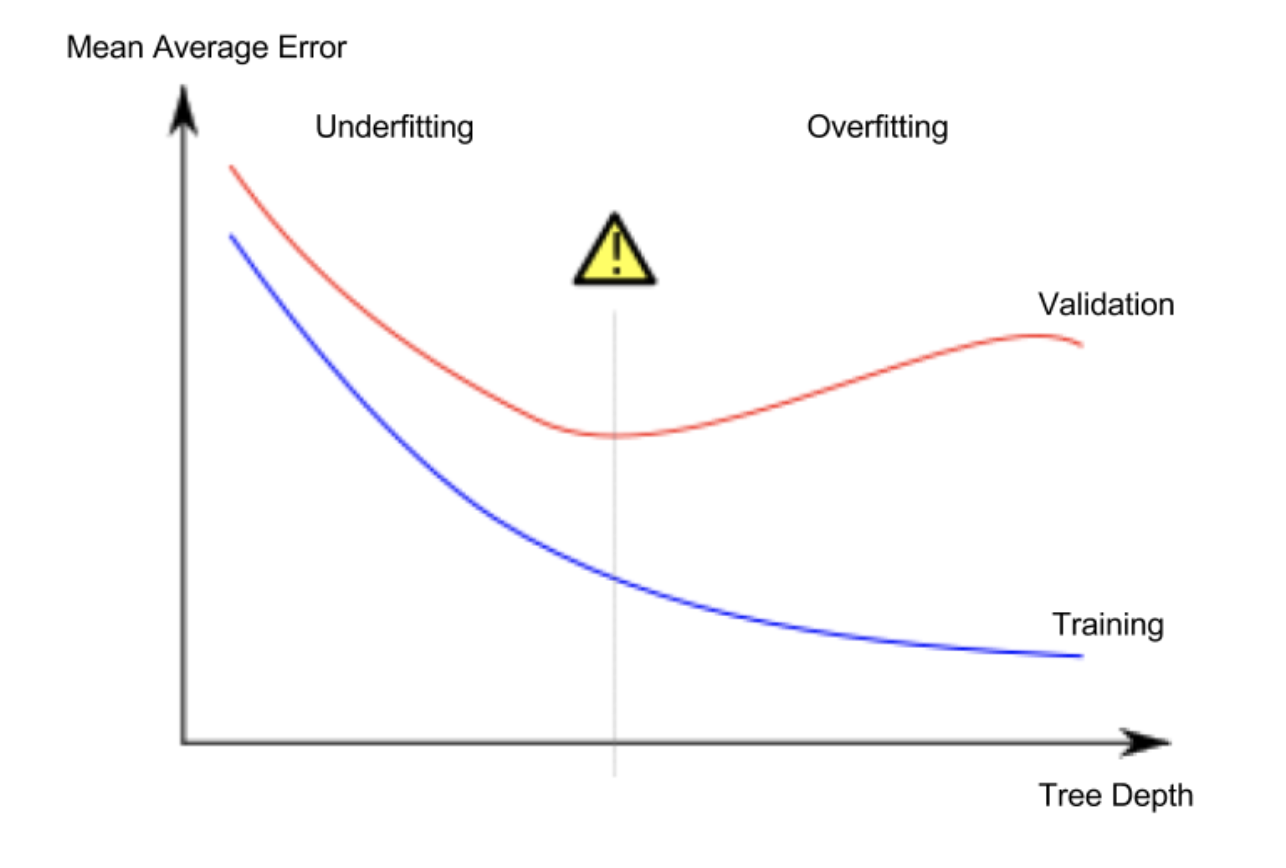 Mean Average Error
Underfitting
Overfitting
!
Validation
Training
Tree Depth